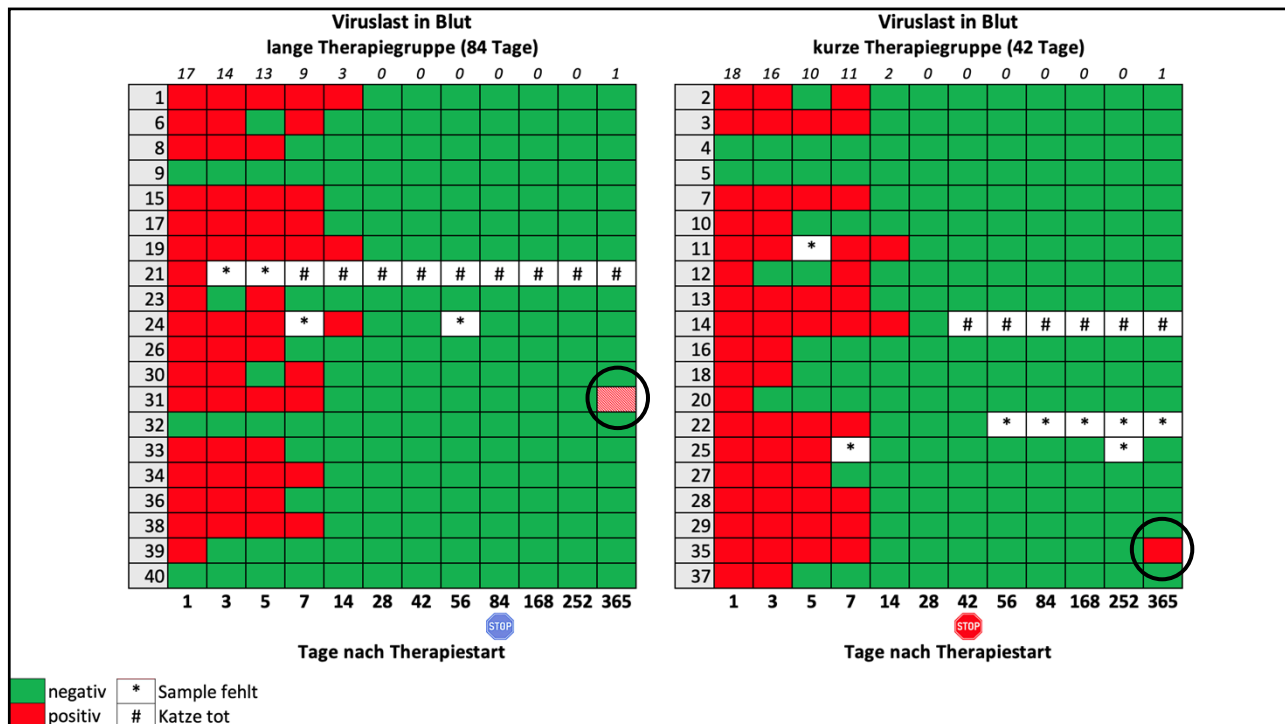 Viruslast in Blut
lange Therapiegruppe (84 Tage)
17 14 13 9 3 0 0 0 0 0 0 1
1
6
8
9
15
17
19
21 * * # # # # # # # # #
23
24 * *
26
30
31
32
33
34
36
38
39
40
1 3 5 7 14 28 42 56 84 168 252 365
STOP
Tage nach Therapiestart
Viruslast in Blut
kurze Therapiegruppe (42 Tage)
18 16 10 11 2 0 0 0 0 0 0 1
2
3
4
5
7
10
11 *
12
13
14 # # # # # #
16
18
20
22 * * * * *
25 * *
27
28
29
35
37
1 3 5 7 14 28 42 56 84 168 252 365
STOP
Tage nach Therapiestart
negativ * Sample fehlt
positiv # Katze tot